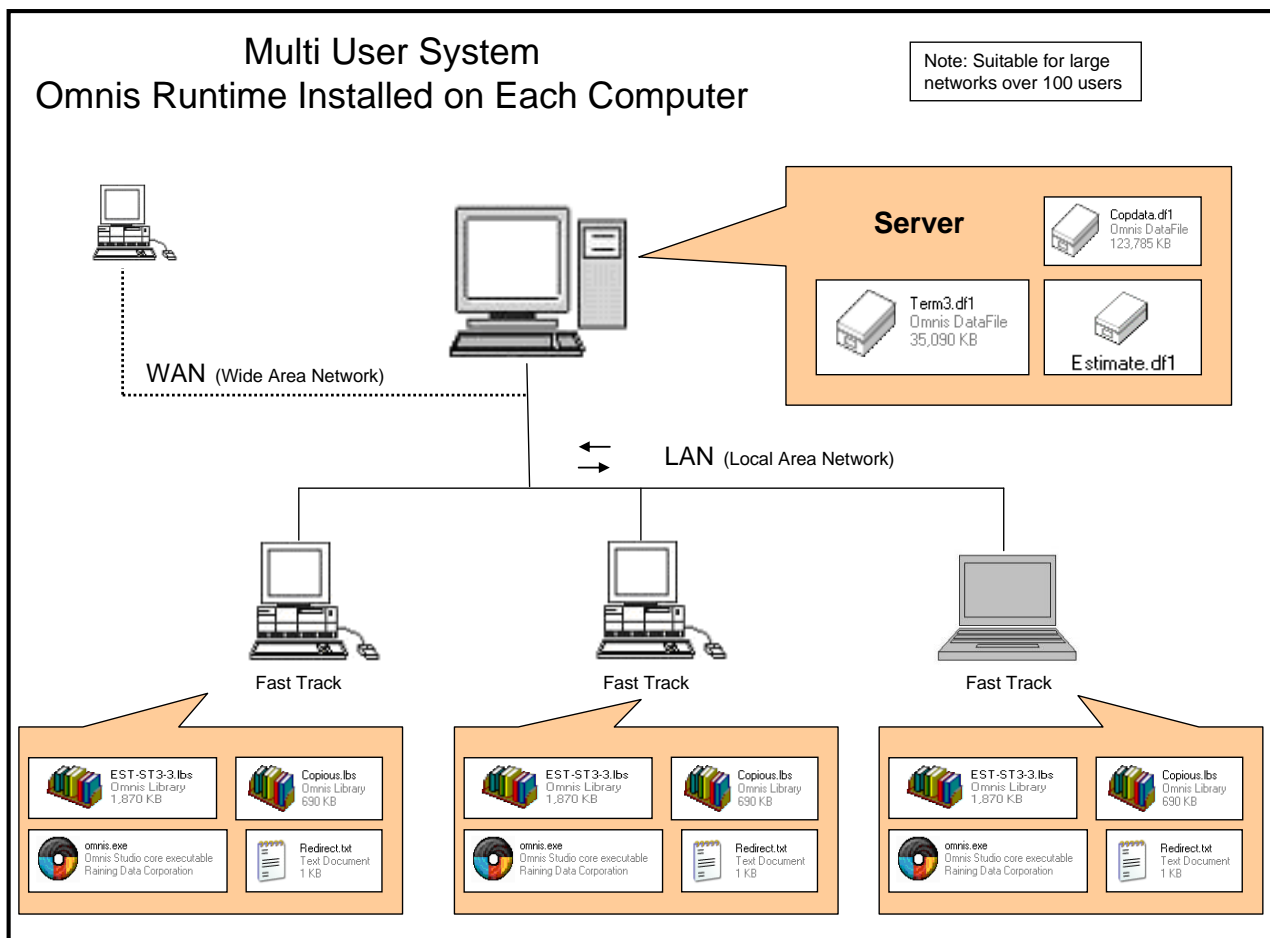 Multi User System
Omnis Runtime Installed on Each Computer
Note: Suitable for large
networks over 100 users
Server
Copdata.df1
Omnis DataFile
123,785 KB
Term3.df1
Omnis DataFile
35,090 KB
Estimate.df1
WAN (Wide Area Network)
LAN (Local Area Network)
Fast Track
Fast Track
Fast Track
EST-ST3-3.lbs
Omnis Library
1,870 KB
Copious.lbs
Omnis Library
690 KB
omnis.exe
Omnis Studio core executable
Raining Data Corporation
Redirect.txt
Text Document
1 KB
EST-ST3-3.lbs
Omnis Library
1,870 KB
Copious.lbs
Omnis Library
690 KB
omnis.exe
Omnis Studio core executable
Raining Data Corporation
Redirect.txt
Text Document
1 KB
EST-ST3-3.lbs
Omnis Library
1,870 KB
Copious.lbs
Omnis Library
690 KB
omnis.exe
Omnis Studio core executable
Raining Data Corporation
Redirect.txt
Text Document
1 KB